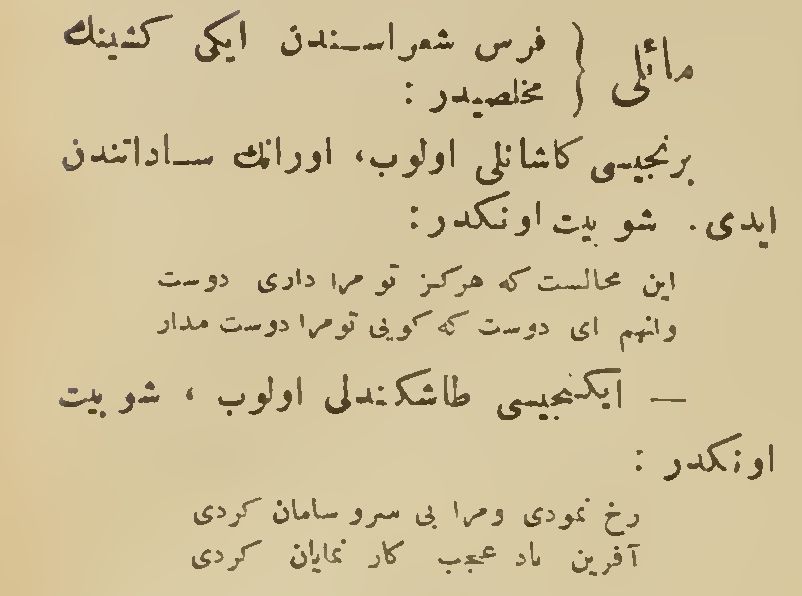 مائلی { فرس شعراسندن ایکی کشینك
مخلصیدر :
برنجیسی کاشانلی اولوب، اورانك ساداتندن
ایدی. شو بیت اونکدر:
این محالست که هرکز تو مرا داری دوست
وانهم ای دوست که کویی تومرا دوست مدار
— ایکنجیسی طاشکندلی اولوب ، شو بیت
اونکدر :
رخ نمودی ومرا بی سرو سامان کردی
آفرین باد عجب کار نمایان کردی